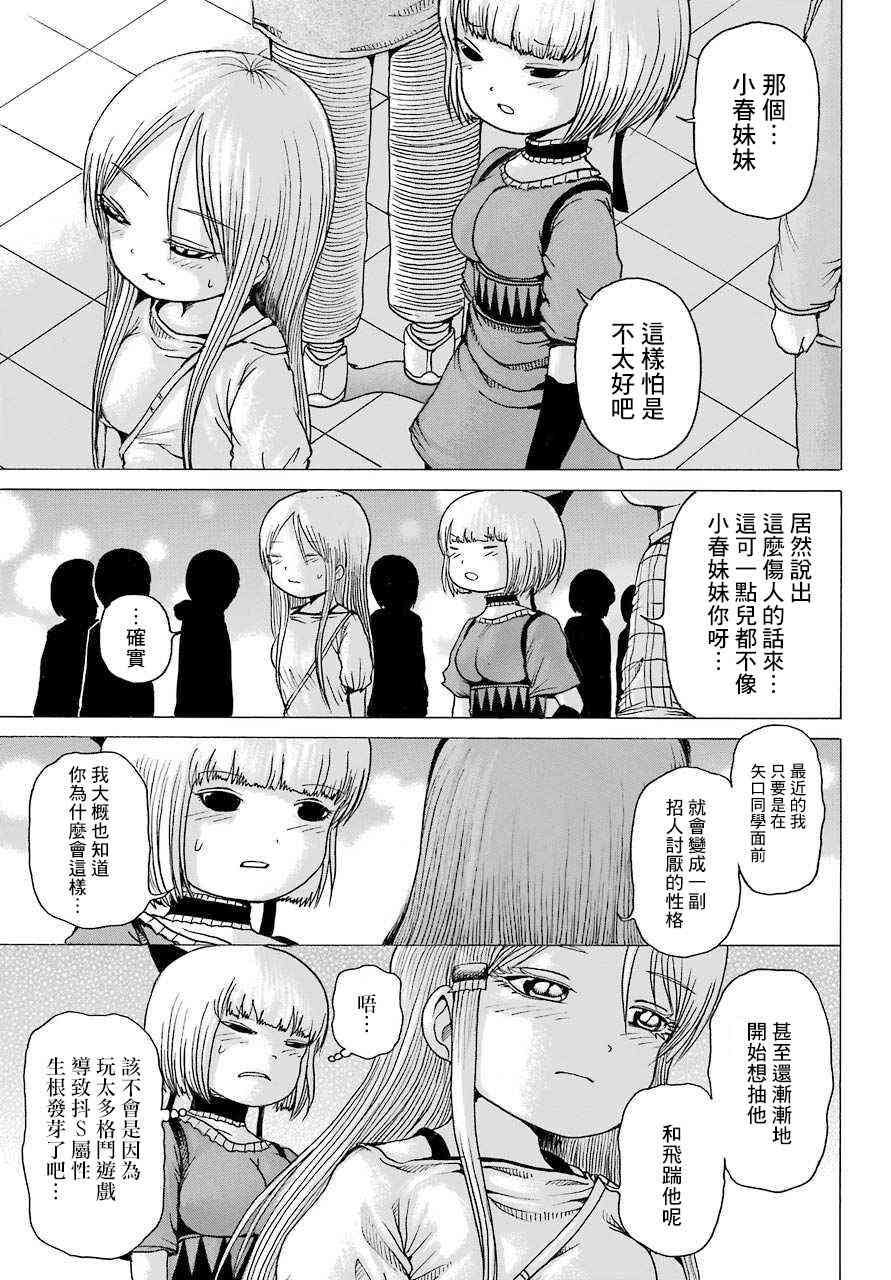 那個…
小春妹妹
這樣怕是
不太好吧
居然說出
這麼傷人的話來…
這可一點兒都不像
小春妹妹你呀…
…確實
最近的我
只要是在
矢口同學面前
就會變成一副
招人討厭的性格
我大概也知道
你為什麼會這樣…
甚至還漸漸地
開始想抽他
和飛踹他呢
唔…
該不會是因為
玩太多格鬥遊戲
導致抖S屬性
生根發芽了吧…